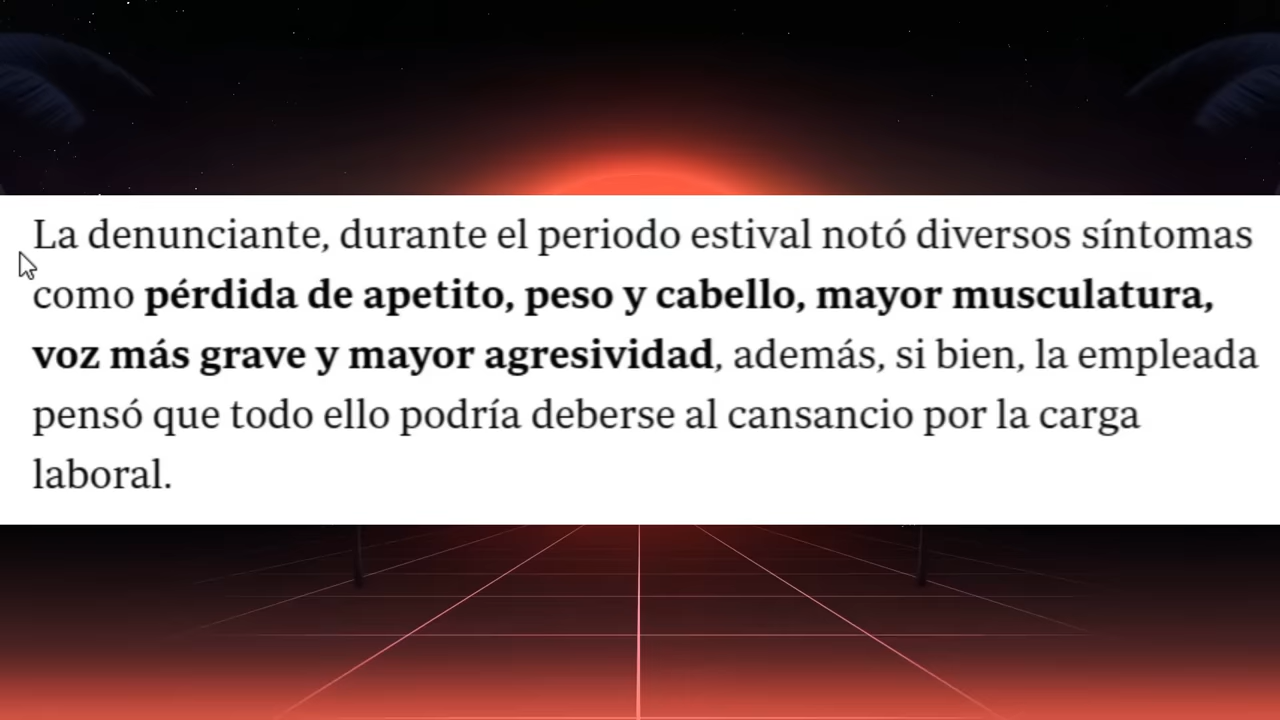 La denunciante, durante el periodo estival notó diversos síntomas
como pérdida de apetito, peso y cabello, mayor musculatura,
voz más grave y mayor agresividad, además, si bien, la empleada
pensó que todo ello podría deberse al cansancio por la carga
laboral.